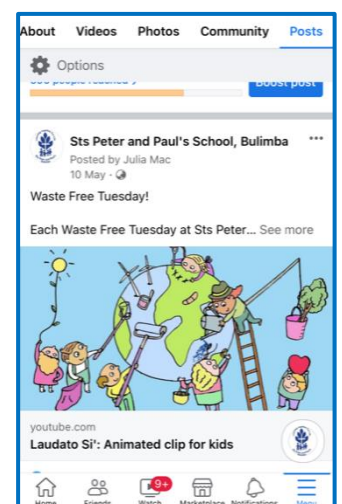 About Videos Photos Community Posts
Options
people reached
Boost post
Sts Peter and Paul's School, Bulimba
Posted by Julia Mac
10 May ·
Waste Free Tuesday!
Each Waste Free Tuesday at Sts Peter... See more
youtube.com
Laudato Si': Animated clip for kids
9+
Home Friends Watch Marketplace Notifications Menu